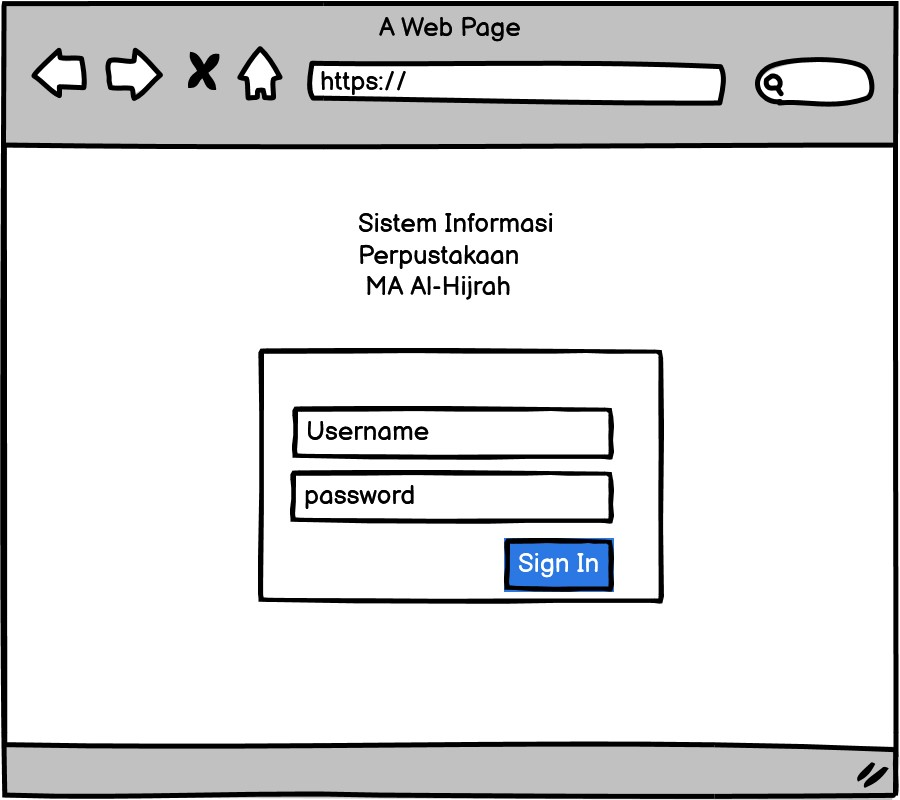 A Web Page
https://
Sistem Informasi
Perpustakaan
MA Al-Hijrah
Username
password
Sign In